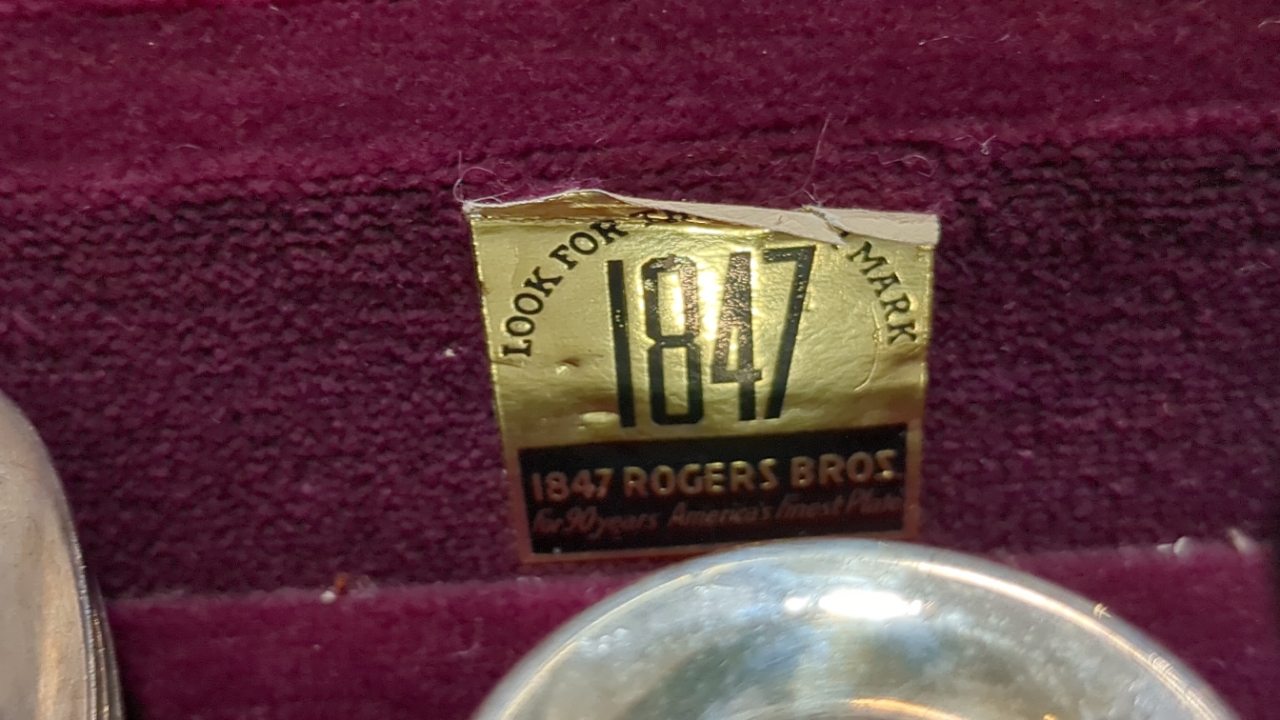 LOOK FOR MARK
1847
1847 ROGERS BROS.
for 90 years America's finest Plate